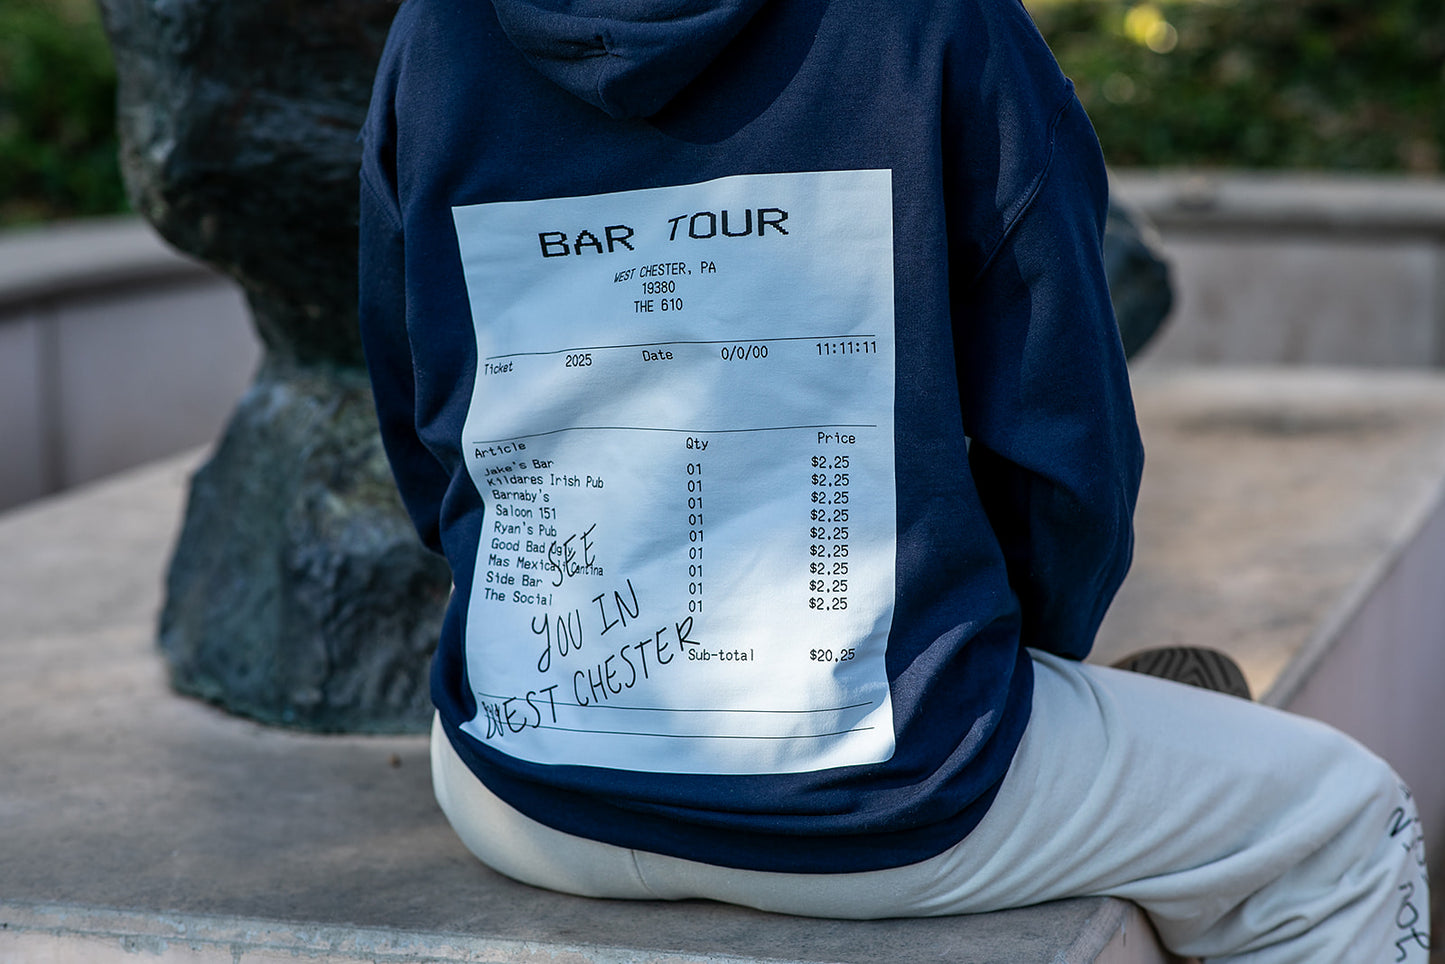 BAR TOUR
WEST CHESTER, PA
19380
THE 610
Ticket 2025 Date 0/0/00 11:11:11
Article Qty Price
Jake's Bar 01 $2.25
Kildares Irish Pub 01 $2.25
Barnaby's 01 $2.25
Saloon 151 01 $2.25
Ryan's Pub 01 $2.25
Good Bad Ugly 01 $2.25
Mas Mexicali Cantina 01 $2.25
Side Bar 01 $2.25
The Social 01 $2.25
SEE
YOU IN
WEST CHESTER
Sub-total $20.25